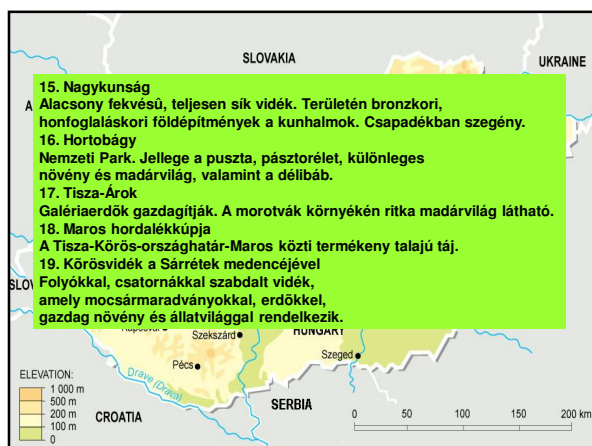 SLOVAKIA
UKRAINE
15. Nagykunság
Alacsony fekvésű, teljesen sík vidék. Területén bronzkori,
honfoglaláskori földépítmények a kunhalmok. Csapadékban szegény.
16. Hortobágy
Nemzeti Park. Jellege a puszta, pásztorélet, különleges
növény és madárvilág, valamint a délibáb.
17. Tisza-Árok
Galériaerdők gazdagítják. A morotvák környékén ritka madárvilág látható.
18. Maros hordalékkúpja
A Tisza-Körös-országhatár-Maros közti termékeny talajú táj.
19. Kőrösvidék a Sárrétek medencéjével
Folyókkal, csatornákkal szabdalt vidék,
amely mocsármaradványokkal, erdőkkel,
gazdag növény és állatvilággal rendelkezik.
HUNGARY
Szekszárd
Szeged
Pécs
ELEVATION:
1 000 m
500 m
200 m
100 m
0
Drave (Drava)
CROATIA
SERBIA
0 50 100 150 200 km